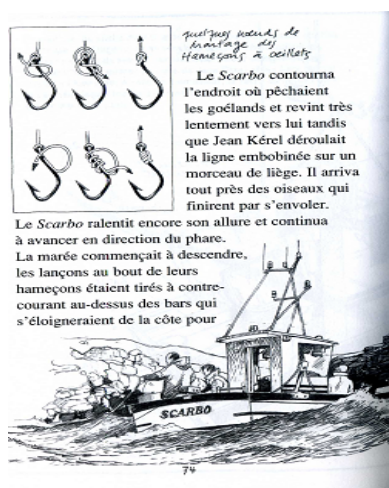 quelques nœuds de
montage des
Hameçons à œillets
Le Scarbo contourna
l'endroit où pêchaient
les goélands et revint très
lentement vers lui tandis
que Jean Kérel déroulait
la ligne embobinée sur un
morceau de liège. Il arriva
tout près des oiseaux qui
finirent par s'envoler.
Le Scarbo ralentit encore son allure et continua
à avancer en direction du phare.
La marée commençait à descendre,
les lançons au bout de leurs
hameçons étaient tirés à contre-
courant au-dessus des bars qui
s'éloigneraient de la côte pour
SCARBO
74